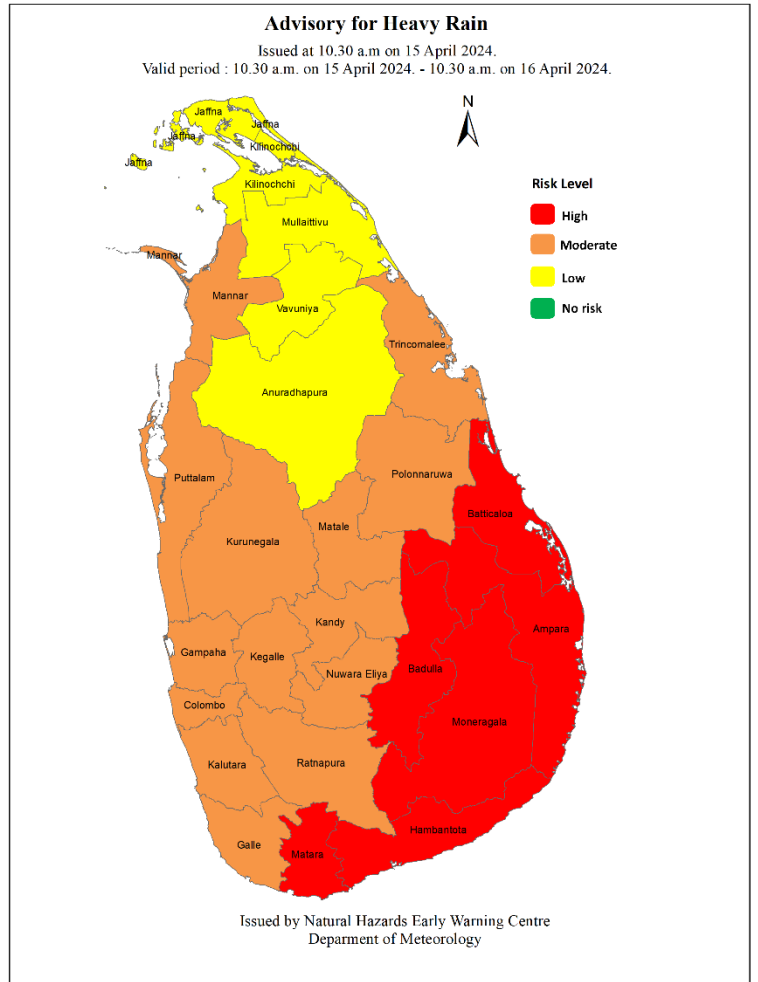 Advisory for Heavy Rain
Issued at 10.30 a.m on 15 April 2024.
Valid period : 10.30 a.m. on 15 April 2024. - 10.30 a.m. on 16 April 2024.
N
Jaffna
Jaffna
Jaffna
Kilinochchi
Jaffna
Kilinochchi
Mullaittivu
Mannar
Mannar
Vavuniya
Trincomalee
Anuradhapura
Puttalam
Polonnaruwa
Batticaloa
Matale
Kurunegala
Kandy
Ampara
Gampaha
Kegalle
Badulla
Nuwara Eliya
Colombo
Moneragala
Kalutara
Ratnapura
Hambantota
Galle
Matara
Risk Level
High
Moderate
Low
No risk
Issued by Natural Hazards Early Warning Centre
Deparment of Meteorology